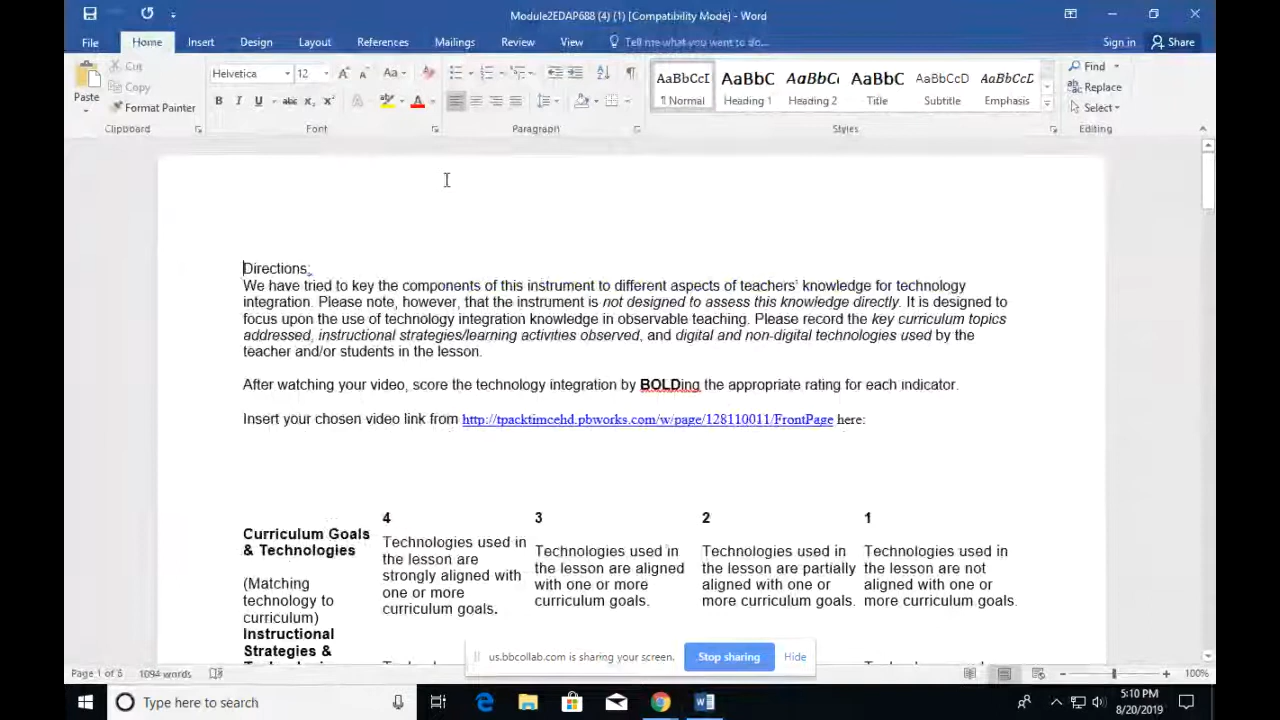 Module2EDAP688 (4) (1) [Compatibility Mode] - Word
File Home Insert Design Layout References Mailings Review View Tell me what you want to do... Sign in Share
Paste
Cut
Copy
Format Painter
Clipboard
Helvetica 12
Font
Paragraph
AaBbCcI AaBbC AaBbCc AaBbC AaBbCcD AaBbCcD
¶ Normal Heading 1 Heading 2 Title Subtitle Emphasis
Styles
Find
Replace
Select
Editing
Directions:
We have tried to key the components of this instrument to different aspects of teachers' knowledge for technology
integration. Please note, however, that the instrument is not designed to assess this knowledge directly. It is designed to
focus upon the use of technology integration knowledge in observable teaching. Please record the key curriculum topics
addressed, instructional strategies/learning activities observed, and digital and non-digital technologies used by the
teacher and/or students in the lesson.
After watching your video, score the technology integration by BOLDing the appropriate rating for each indicator.
Insert your chosen video link from http://tpacktimcehd.pbworks.com/w/page/128110011/FrontPage here:
Curriculum Goals
& Technologies
(Matching
technology to
curriculum)
4
Technologies used in
the lesson are
strongly aligned with
one or more
curriculum goals.
3
Technologies used in
the lesson are aligned
with one or more
curriculum goals.
2
Technologies used in
the lesson are partially
aligned with one or
more curriculum goals.
1
Technologies used in
the lesson are not
aligned with one or
more curriculum goals.
Instructional
Strategies &
us.bbcollab.com is sharing your screen. Stop sharing Hide
Page 1 of 6 1094 words 100%
Type here to search
5:10 PM
8/20/2019